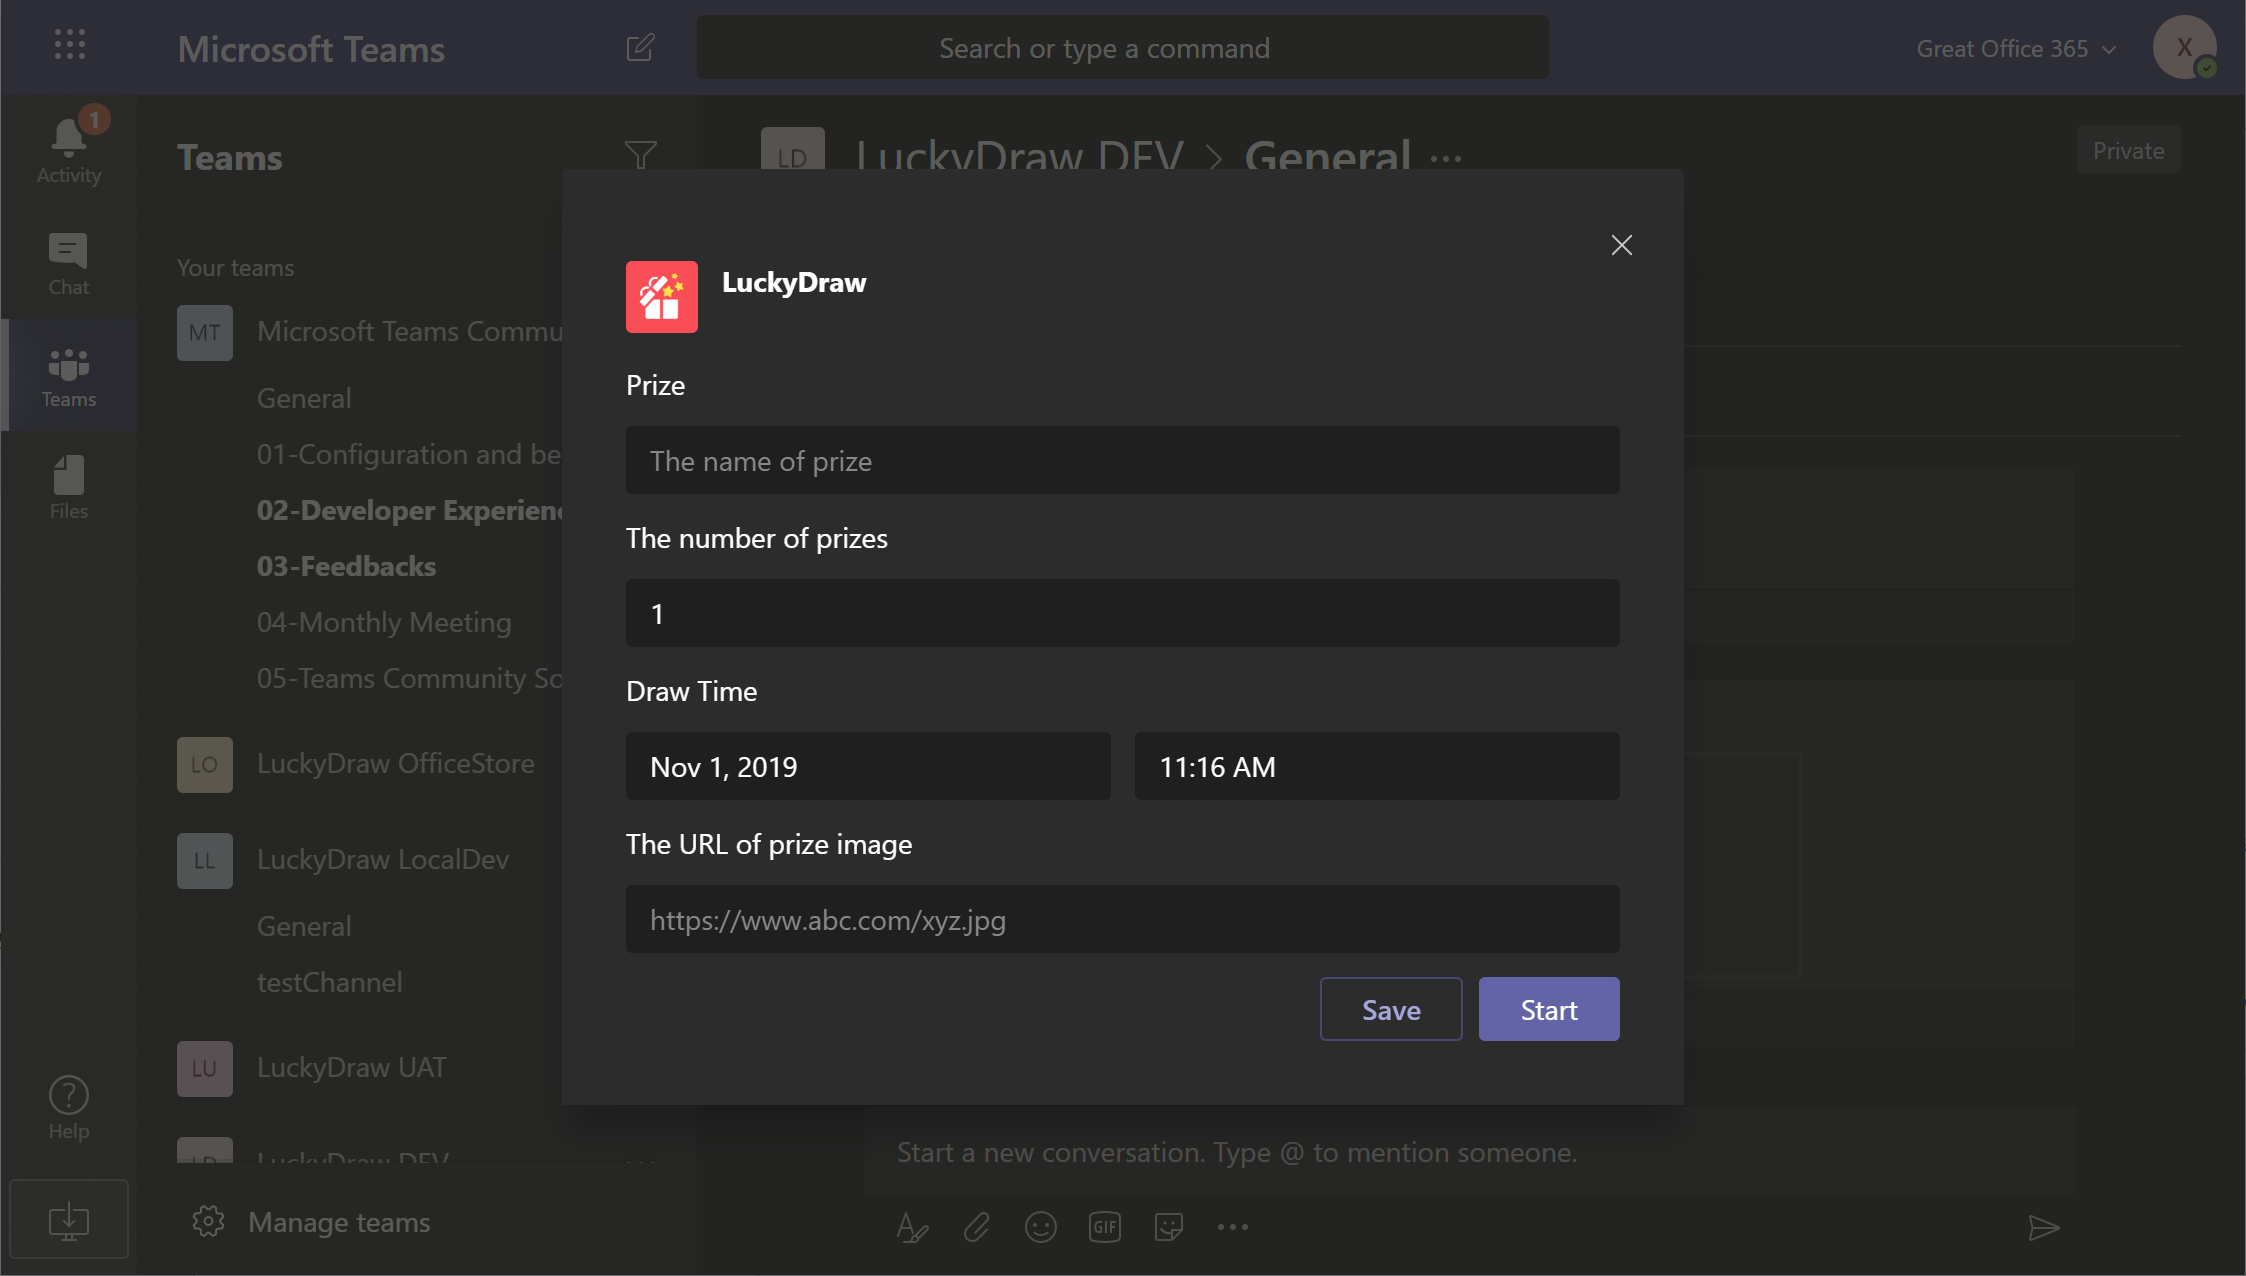 Microsoft Teams
Search or type a command
Great Office 365
X
1
Activity
Chat
Teams
Files
Help
Teams
Your teams
MT
Microsoft Teams Commu
General
01-Configuration and be
02-Developer Experienc
03-Feedbacks
04-Monthly Meeting
05-Teams Community So
LO
LuckyDraw OfficeStore
LL
LuckyDraw LocalDev
General
testChannel
LU
LuckyDraw UAT
LD
LuckyDraw DEV
Manage teams
LD
LuckyDraw DEV > General ...
Private
LuckyDraw
Prize
The name of prize
The number of prizes
1
Draw Time
Nov 1, 2019
11:16 AM
The URL of prize image
https://www.abc.com/xyz.jpg
Save
Start
Start a new conversation. Type @ to mention someone.
GIF